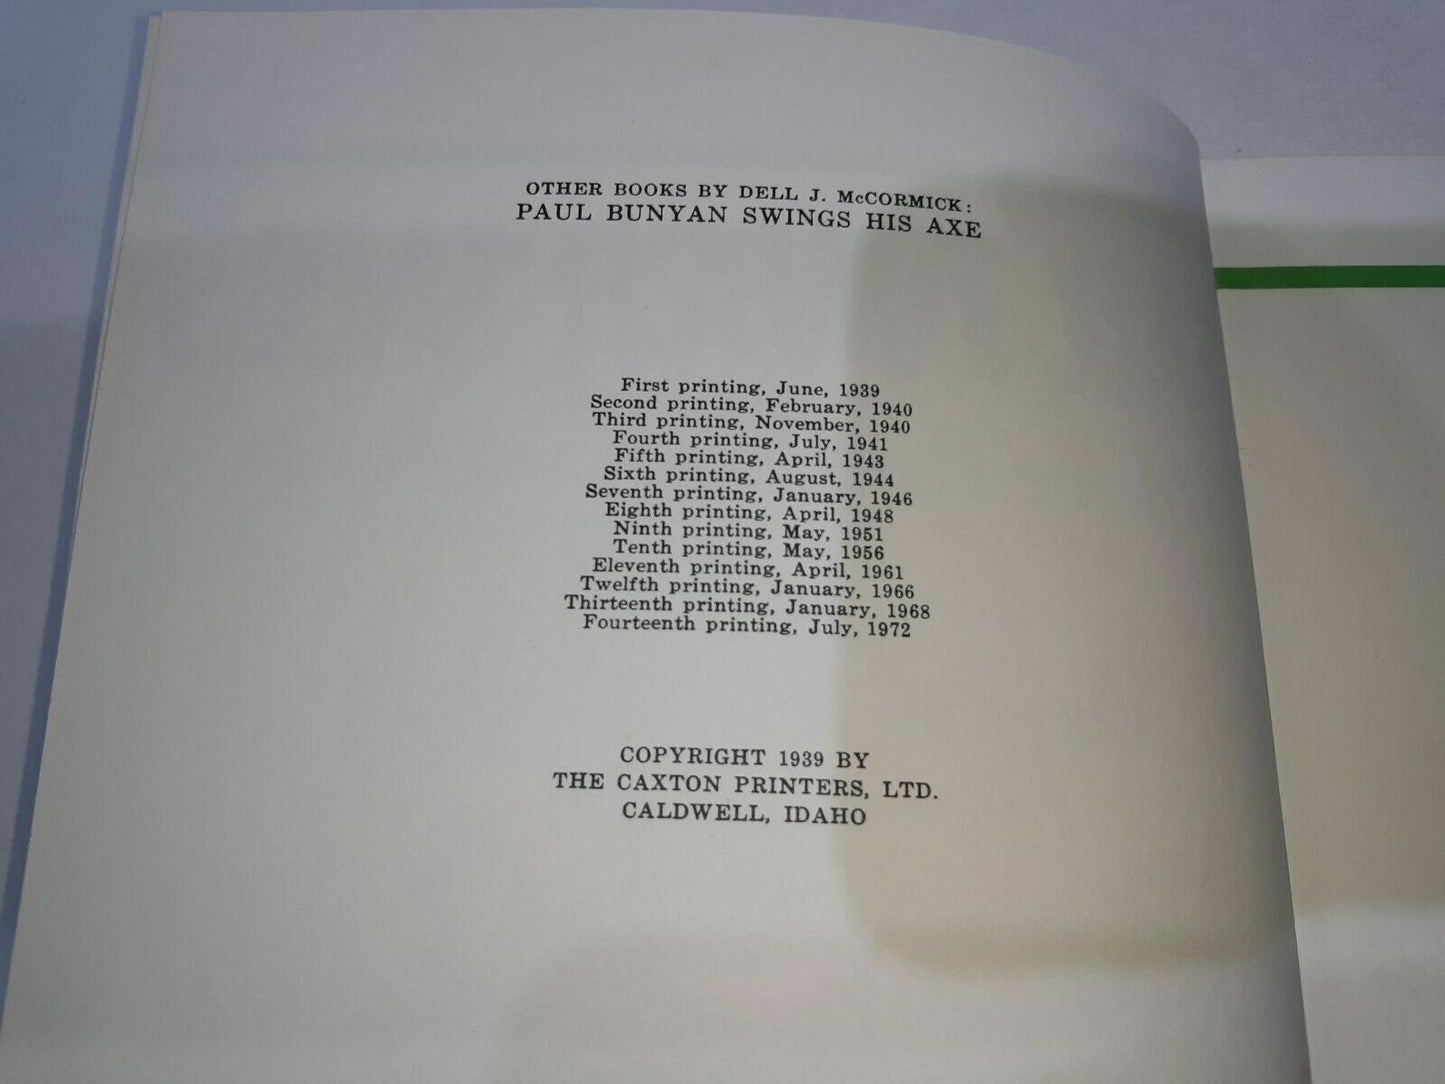 OTHER BOOKS BY DELL J. McCORMICK:
PAUL BUNYAN SWINGS HIS AXE
First printing, June, 1939
Second printing, February, 1940
Third printing, November, 1940
Fourth printing, July, 1941
Fifth printing, April, 1943
Sixth printing, August, 1944
Seventh printing, January, 1946
Eighth printing, April, 1948
Ninth printing, May, 1951
Tenth printing, May, 1956
Eleventh printing, April, 1961
Twelfth printing, January, 1966
Thirteenth printing, January, 1968
Fourteenth printing, July, 1972
COPYRIGHT 1939 BY
THE CAXTON PRINTERS, LTD.
CALDWELL, IDAHO